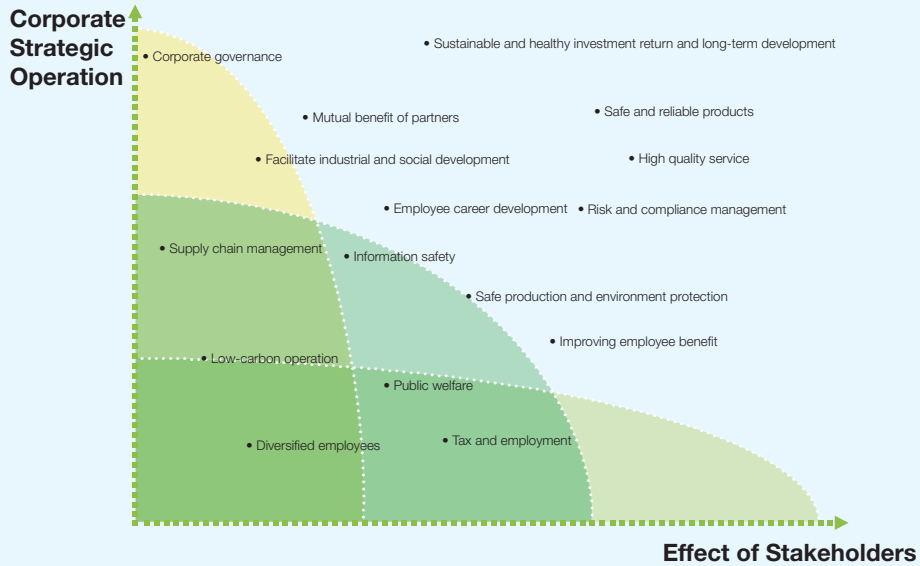 Corporate
Strategic
Operation
• Sustainable and healthy investment return and long-term development
• Corporate governance
• Mutual benefit of partners
• Safe and reliable products
• Facilitate industrial and social development
• High quality service
• Employee career development
• Risk and compliance management
• Supply chain management
• Information safety
• Safe production and environment protection
• Improving employee benefit
• Low-carbon operation
• Public welfare
• Diversified employees
• Tax and employment
Effect of Stakeholders